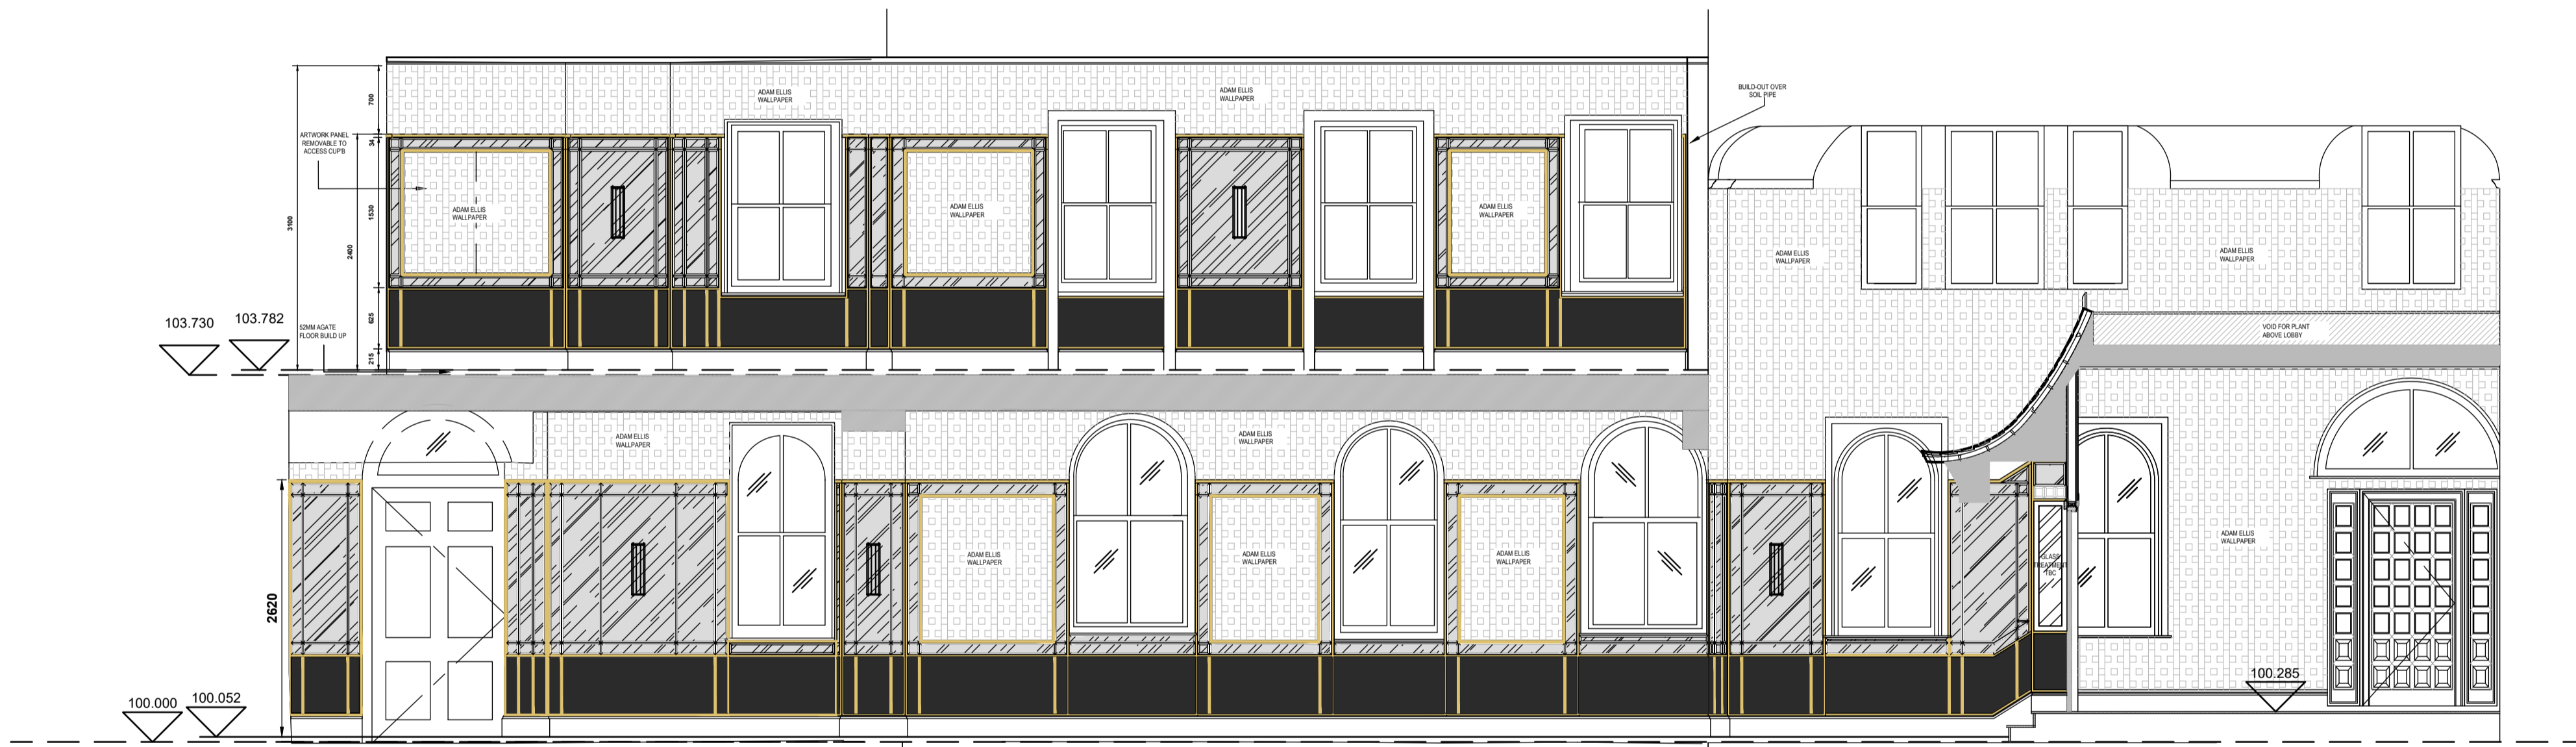 ADAM ELLIS
WALLPAPER
ADAM ELLIS
WALLPAPER
BUILD-OUT OVER
SOIL PIPE
700
ARTWORK PANEL
REMOVABLE TO
ACCESS CUP'B
34
3100
1530
2400
ADAM ELLIS
WALLPAPER
ADAM ELLIS
WALLPAPER
ADAM ELLIS
WALLPAPER
ADAM ELLIS
WALLPAPER
ADAM ELLIS
WALLPAPER
103.730
103.782
52MM AGATE
FLOOR BUILD UP
625
215
VOID FOR PLANT
ABOVE LOBBY
ADAM ELLIS
WALLPAPER
ADAM ELLIS
WALLPAPER
ADAM ELLIS
WALLPAPER
ADAM ELLIS
WALLPAPER
ADAM ELLIS
WALLPAPER
ADAM ELLIS
WALLPAPER
GLASS
TREATMENT
TBC
2620
100.000
100.052
100.285